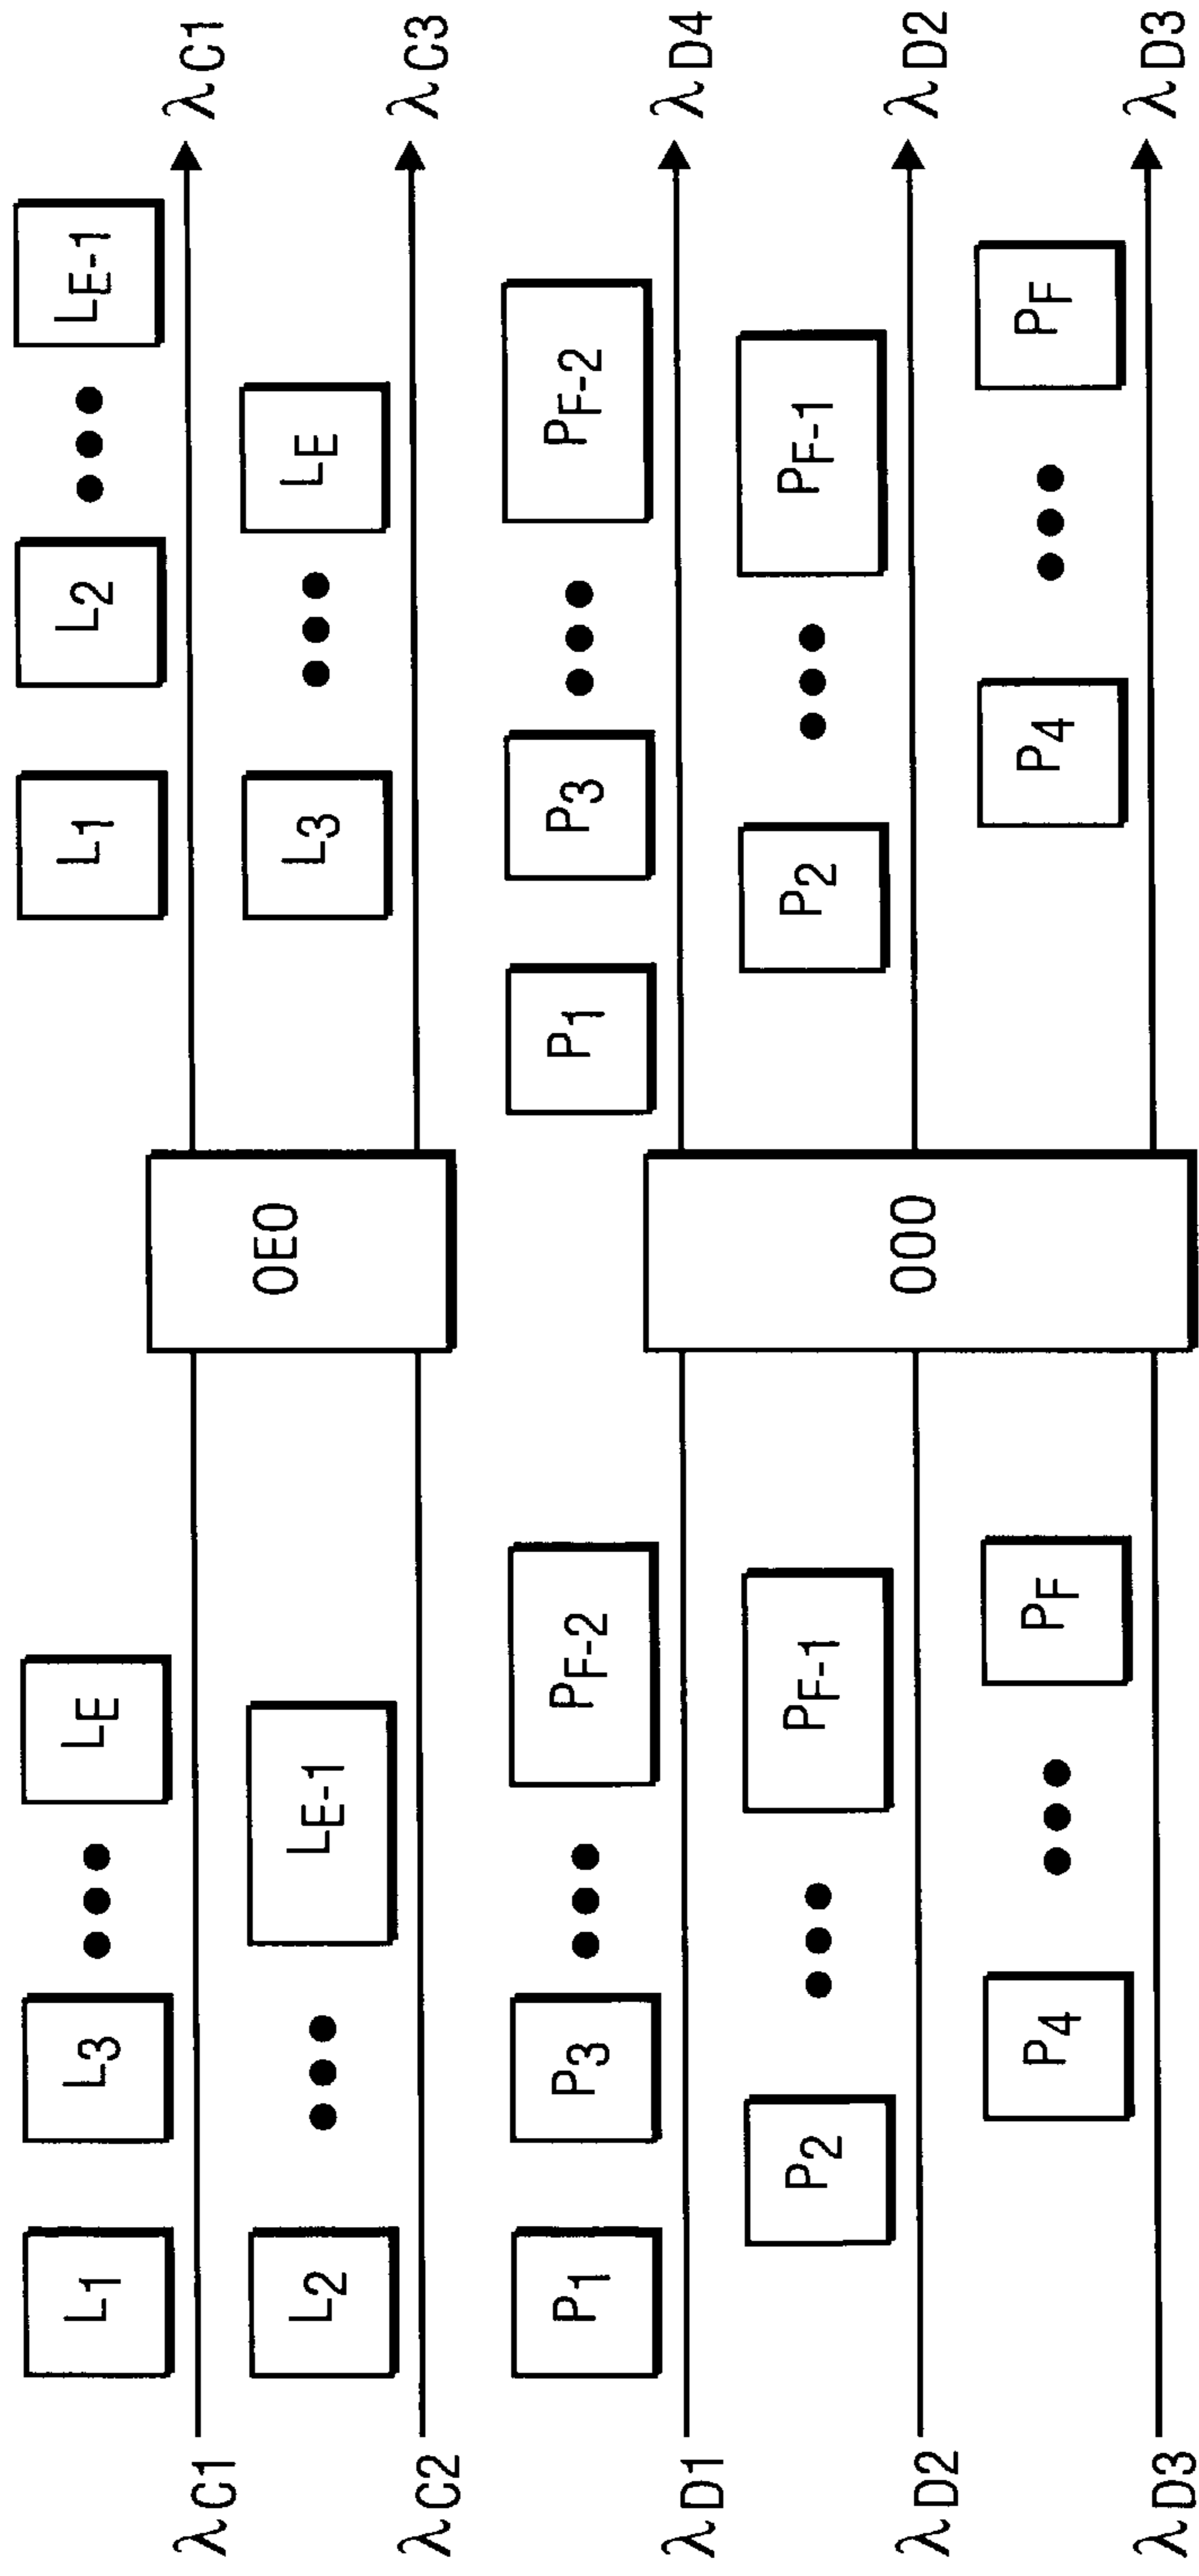 L1 L3 LE L1 L2 LE-1
λC1 λC1
L2 LE-1 OEO L3 LE
λC2 λC3
P1 P3 PF-2 P1 P3 PF-2
λD1 λD4
P2 PF-1 OOO P2 PF-1
λD2 λD2
P4 PF P4 PF
λD3 λD3